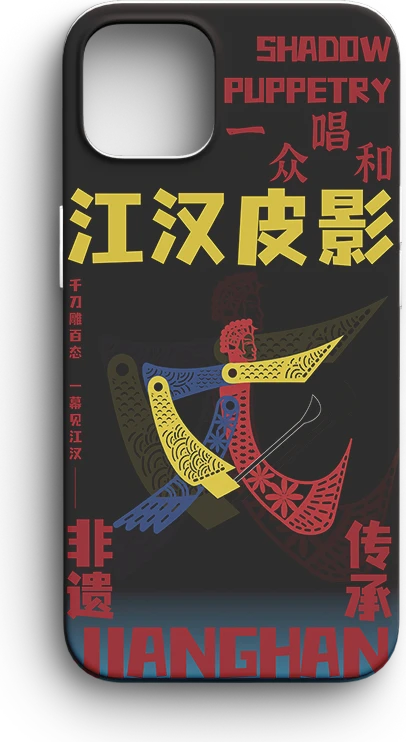 SHADOW
PUPPETRY
一唱
众和
江汉皮影
千刀雕百态 一幕见江汉
非遗
传承
JIANGHAN